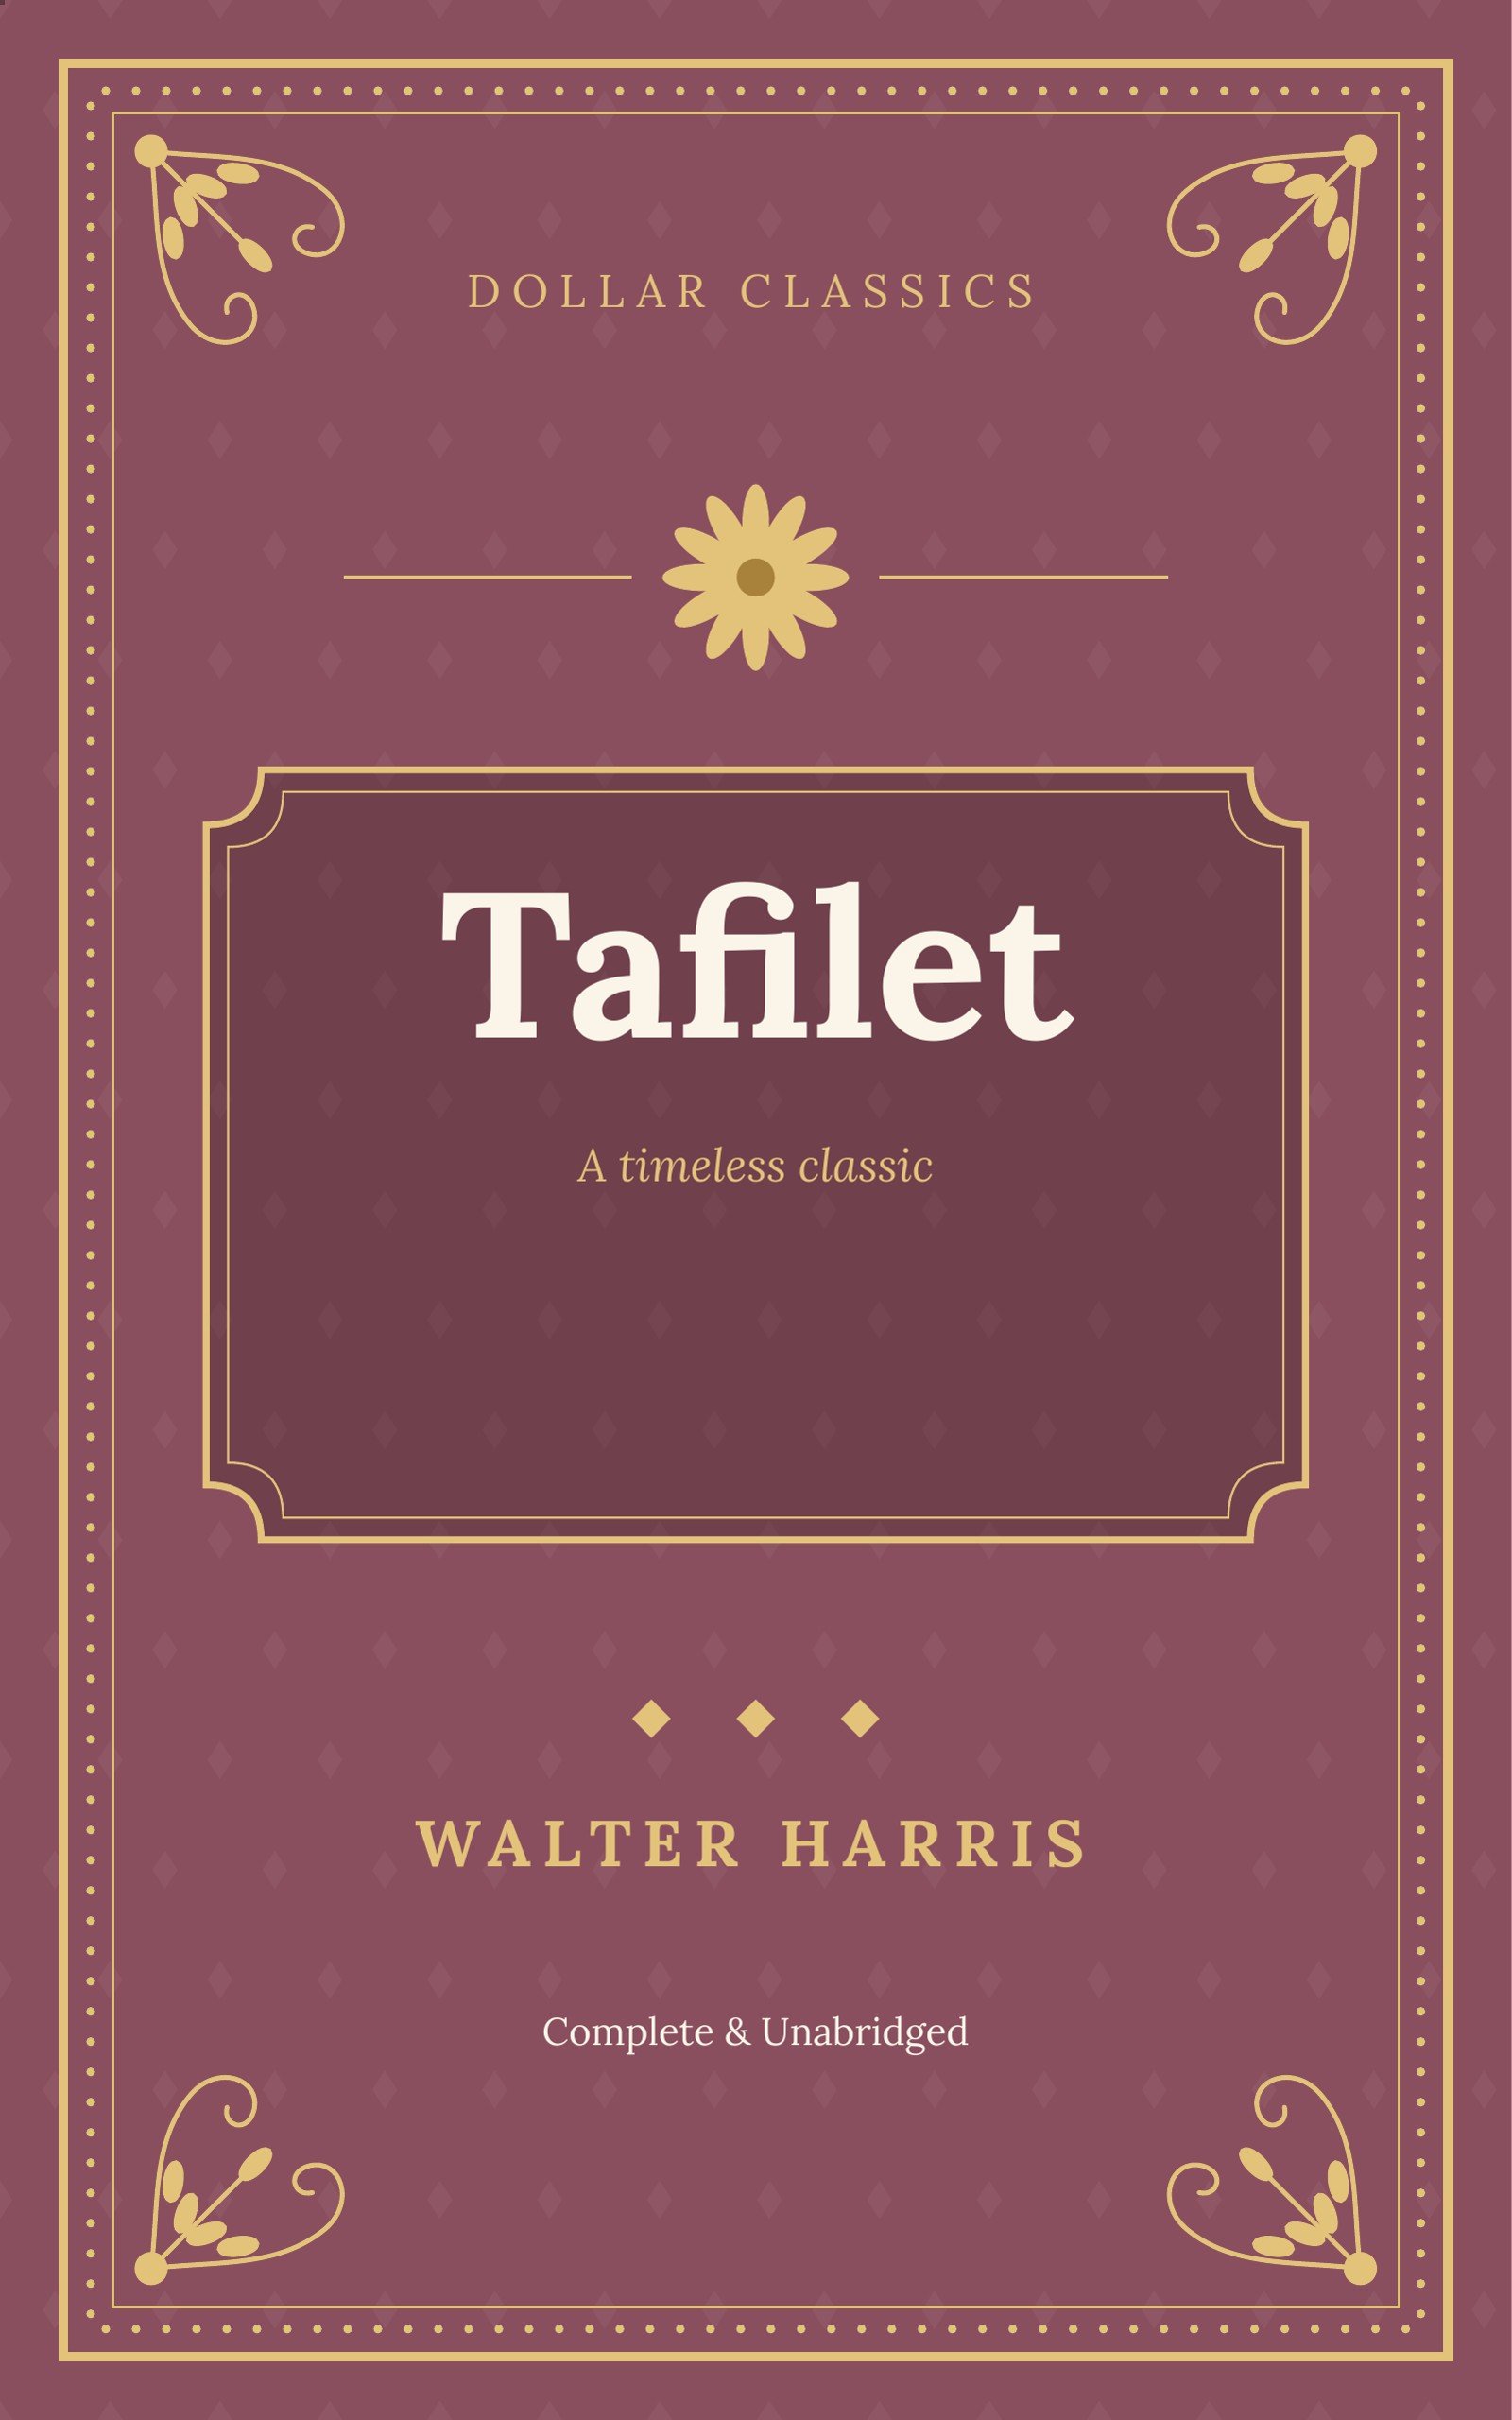 DOLLAR CLASSICS
Tafilet
A timeless classic
WALTER HARRIS
Complete & Unabridged